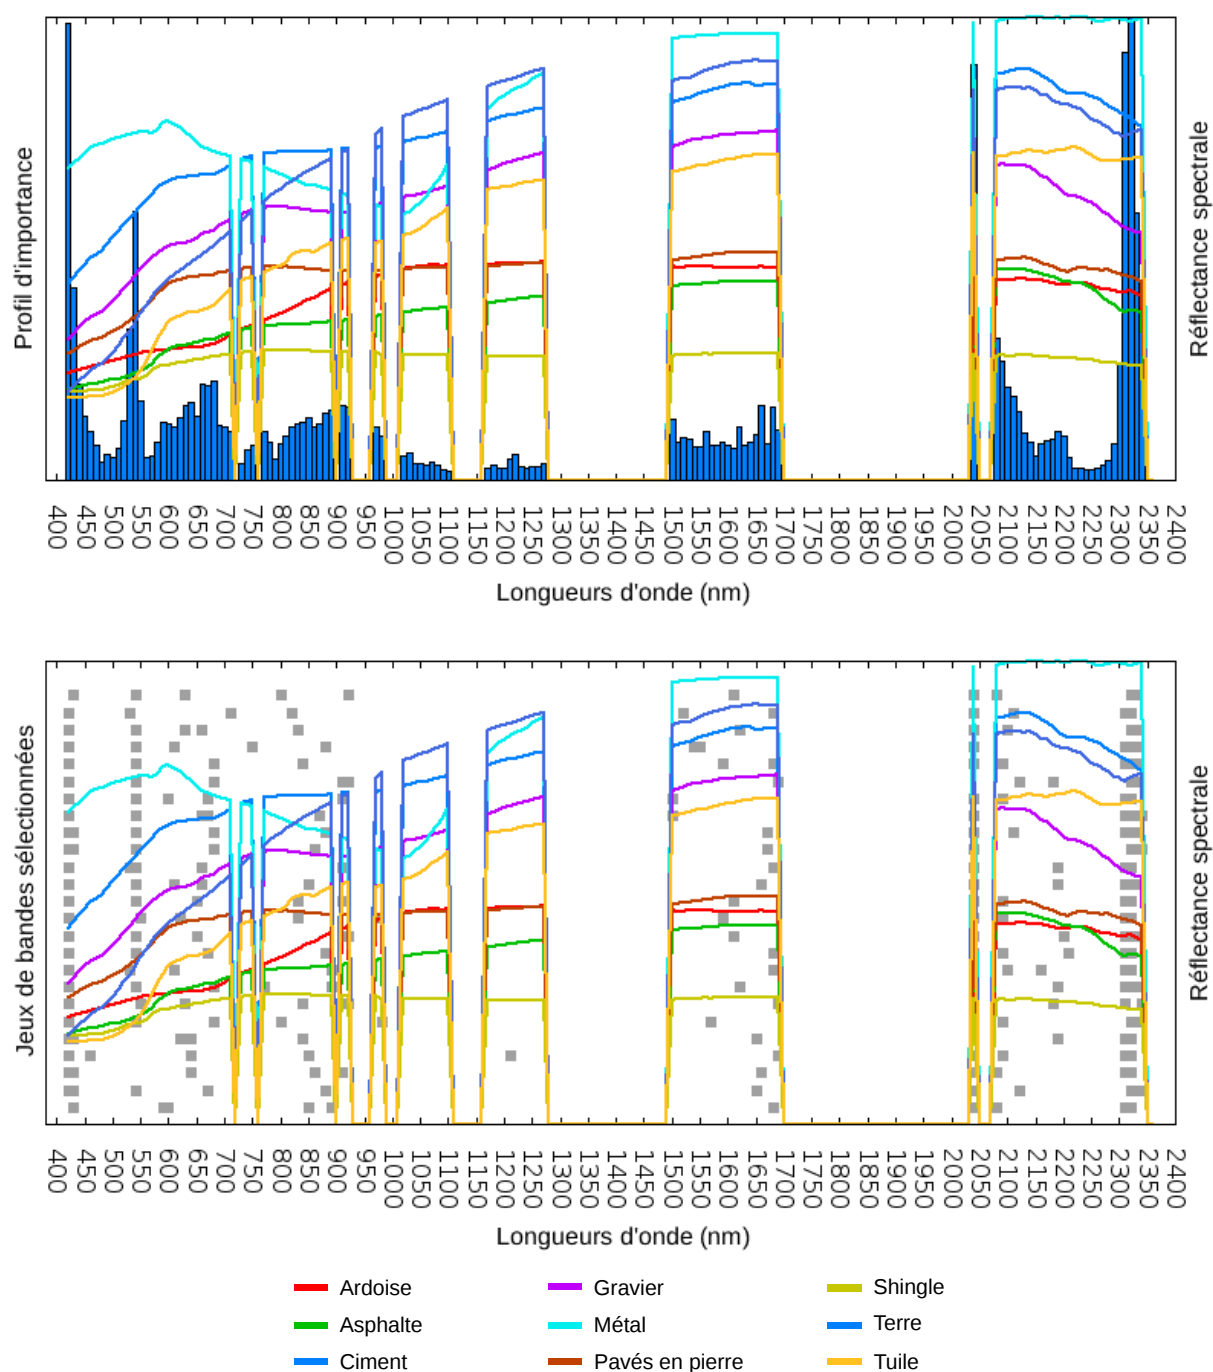 Profil d'importance
Réflectance spectrale
400 450 500 550 600 650 700 750 800 850 900 950 1000 1050 1100 1150 1200 1250 1300 1350 1400 1450 1500 1550 1600 1650 1700 1750 1800 1850 1900 1950 2000 2050 2100 2150 2200 2250 2300 2350 2400
Longueurs d'onde (nm)
Jeux de bandes sélectionnées
Réflectance spectrale
400 450 500 550 600 650 700 750 800 850 900 950 1000 1050 1100 1150 1200 1250 1300 1350 1400 1450 1500 1550 1600 1650 1700 1750 1800 1850 1900 1950 2000 2050 2100 2150 2200 2250 2300 2350 2400
Longueurs d'onde (nm)
Ardoise Gravier Shingle
Asphalte Métal Terre
Ciment Pavés en pierre Tuile